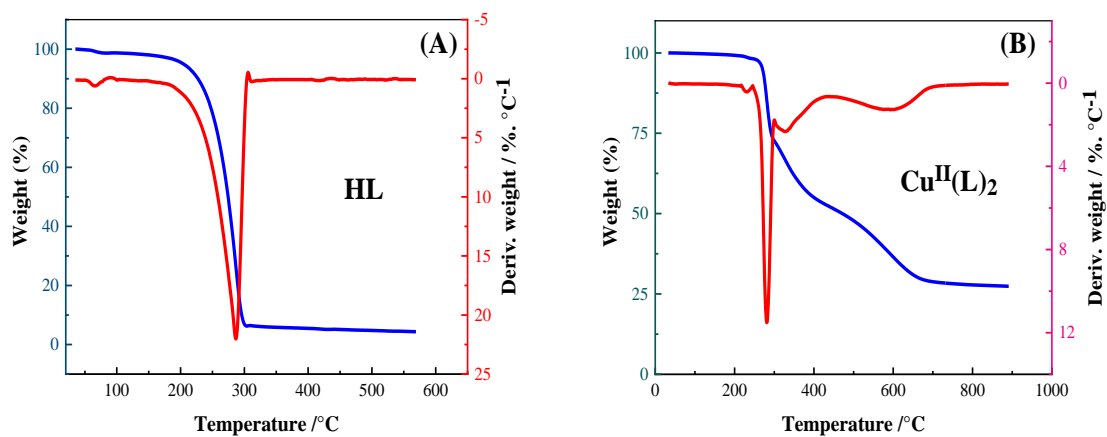 (A)
HL
Weight (%)
100
80
60
40
20
0
-5
0
5
10
15
20
25
Deriv. weight / %. °C-1
100 200 300 400 500 600
Temperature /°C
(B)
CuII(L)2
Weight (%)
100
75
50
25
0
0
4
8
12
Deriv. weight / %. °C-1
0 200 400 600 800 1000
Temperature /°C